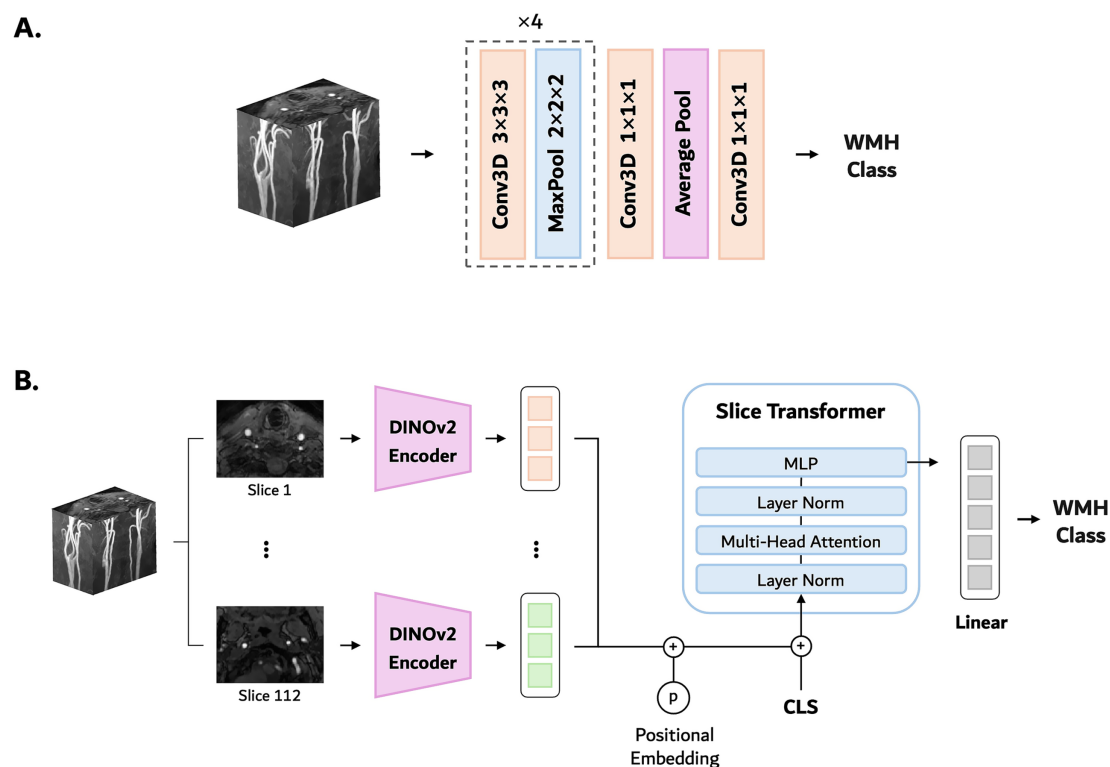 A.
×4
Conv3D 3×3×3
MaxPool 2×2×2
Conv3D 1×1×1
Average Pool
Conv3D 1×1×1
WMH
Class
B.
Slice 1
DINOv2
Encoder
Slice 112
DINOv2
Encoder
+
p
Positional
Embedding
+
CLS
Slice Transformer
MLP
Layer Norm
Multi-Head Attention
Layer Norm
Linear
WMH
Class